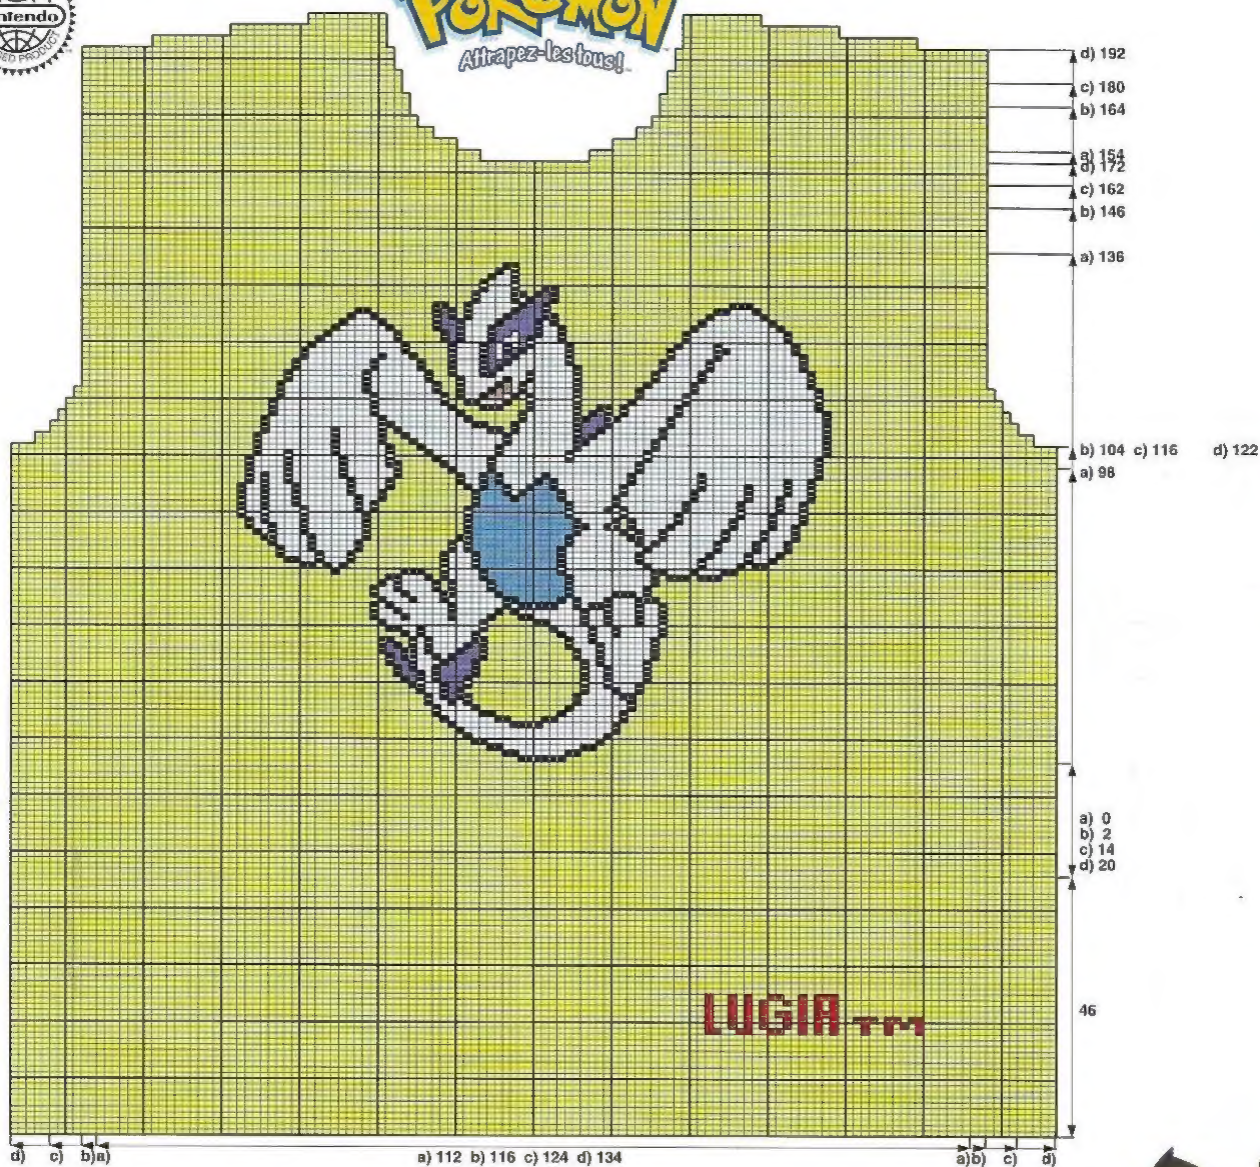 Nintendo
POKéMON
Attrapez-les tous!
d) 192
c) 180
b) 164
a) 154
d) 172
c) 162
b) 146
a) 136
b) 104 c) 116 d) 122
a) 98
a) 0
b) 2
c) 14
d) 20
46
LUGIA TM
d) c) b) a) a) 112 b) 116 c) 124 d) 134 a) b) c) d)